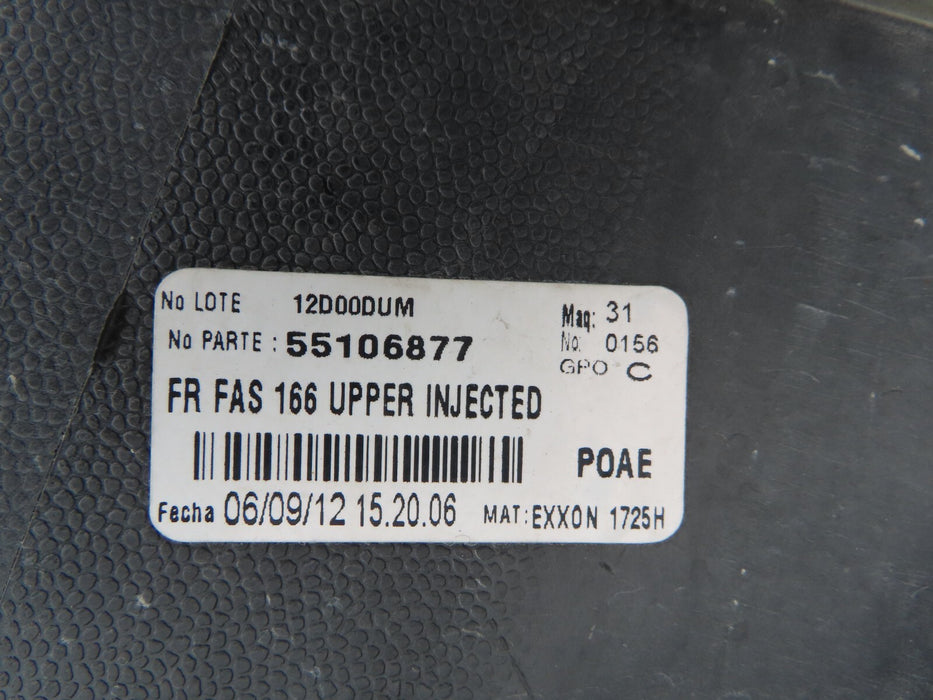 No LOTE 12D00DUM
Maq: 31
No PARTE : 55106877
No: 0156
GPO C
FR FAS 166 UPPER INJECTED
POAE
Fecha 06/09/12 15.20.06 MAT:EXXON 1725H